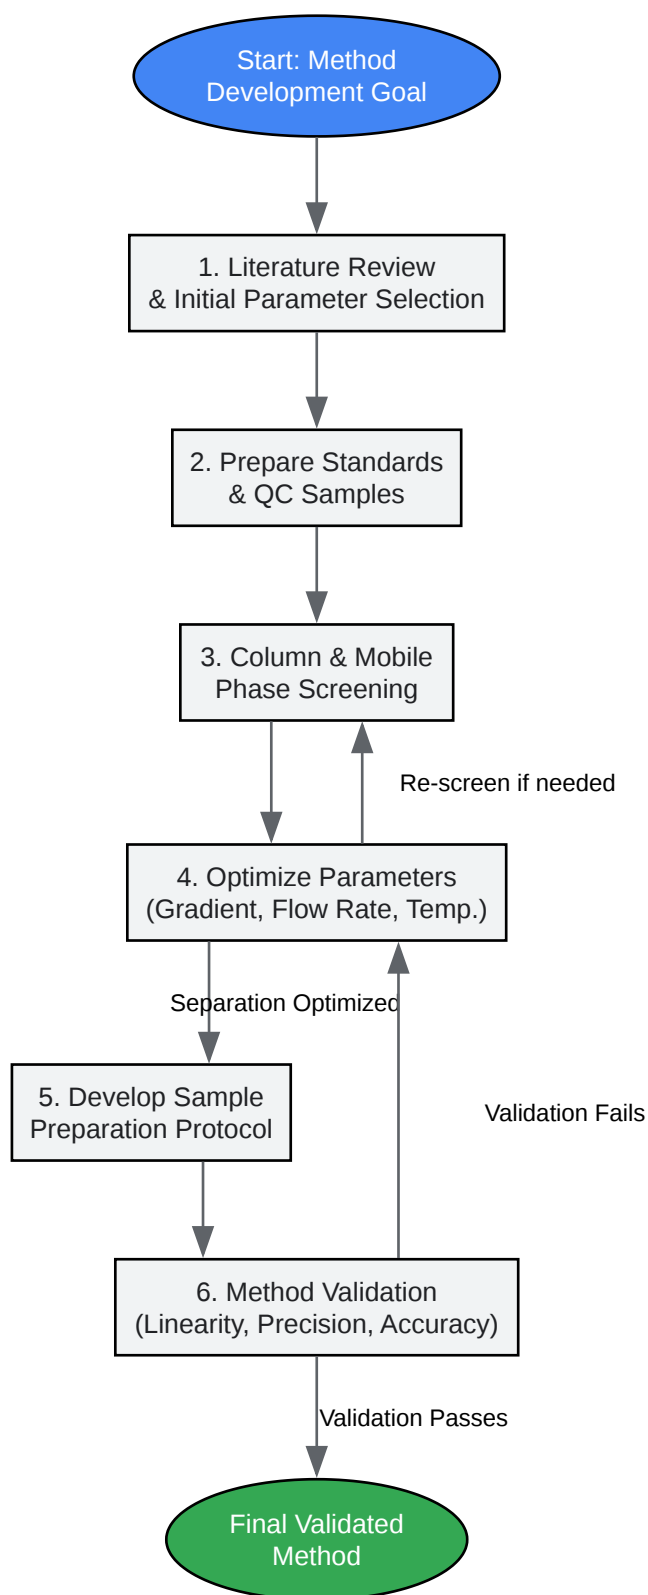 Start: Method
Development Goal
1. Literature Review
& Initial Parameter Selection
2. Prepare Standards
& QC Samples
3. Column & Mobile
Phase Screening
Re-screen if needed
4. Optimize Parameters
(Gradient, Flow Rate, Temp.)
Separation Optimized
5. Develop Sample
Preparation Protocol
Validation Fails
6. Method Validation
(Linearity, Precision, Accuracy)
Validation Passes
Final Validated
Method